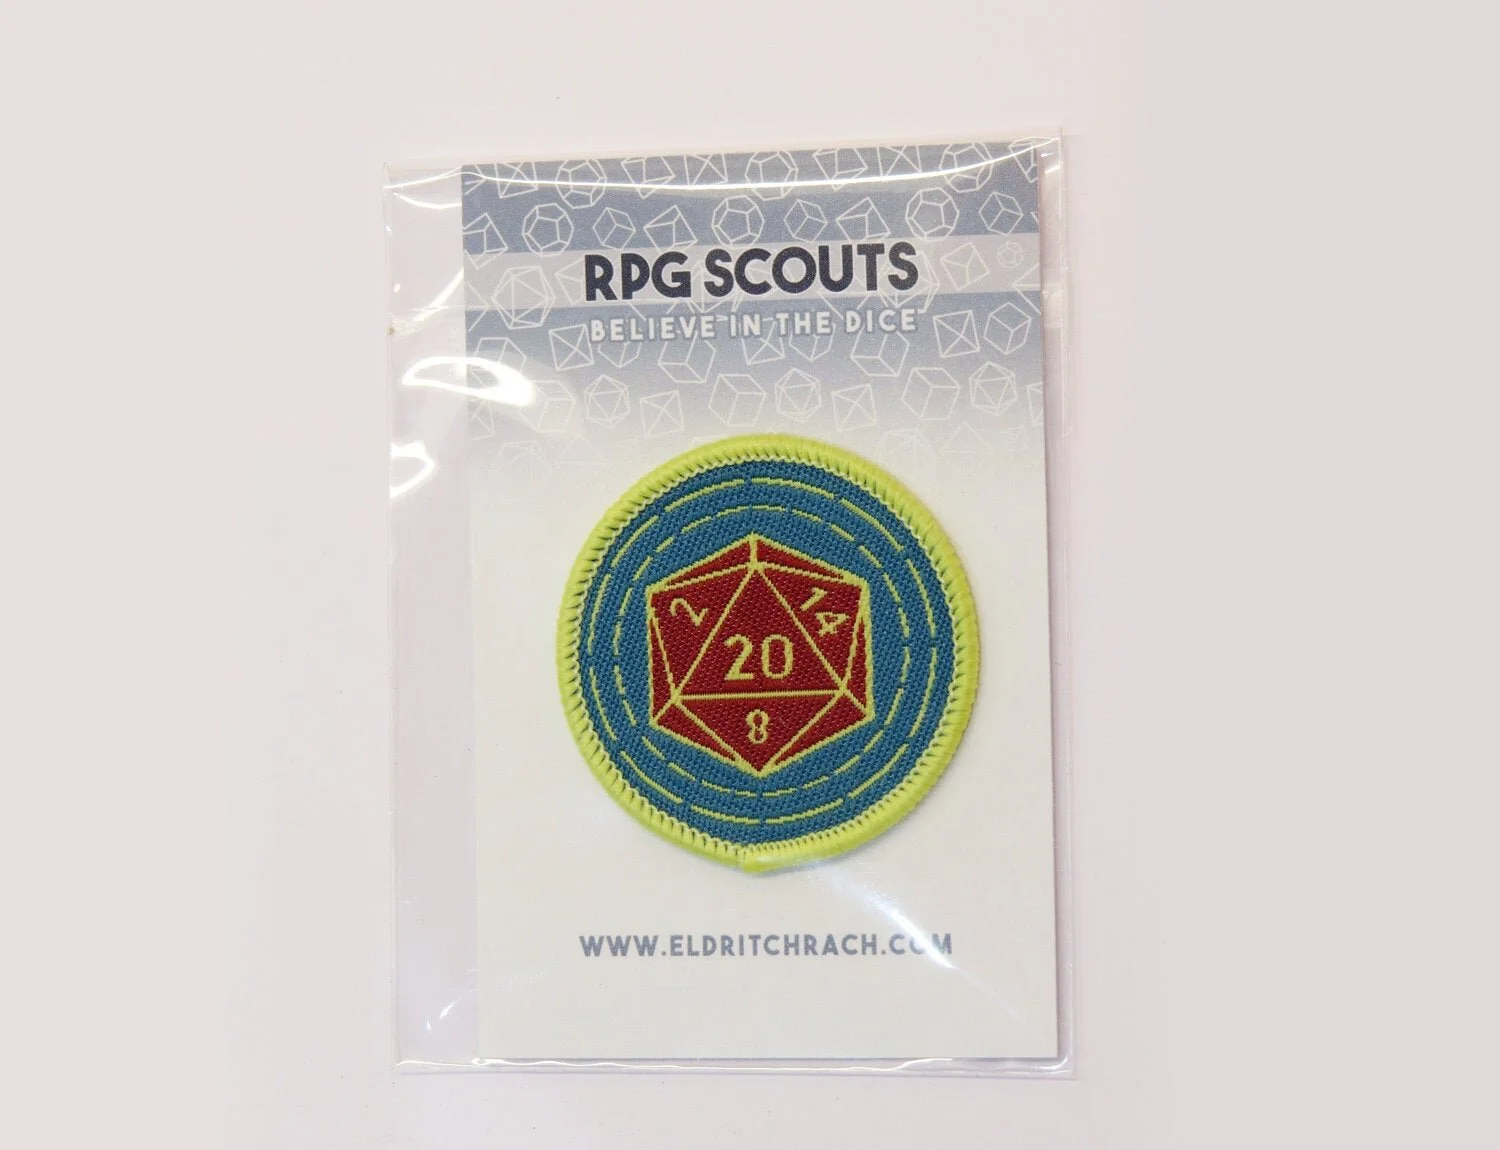 RPG SCOUTS
BELIEVE IN THE DICE
2
14
20
8
WWW.ELDRITCHRACH.COM